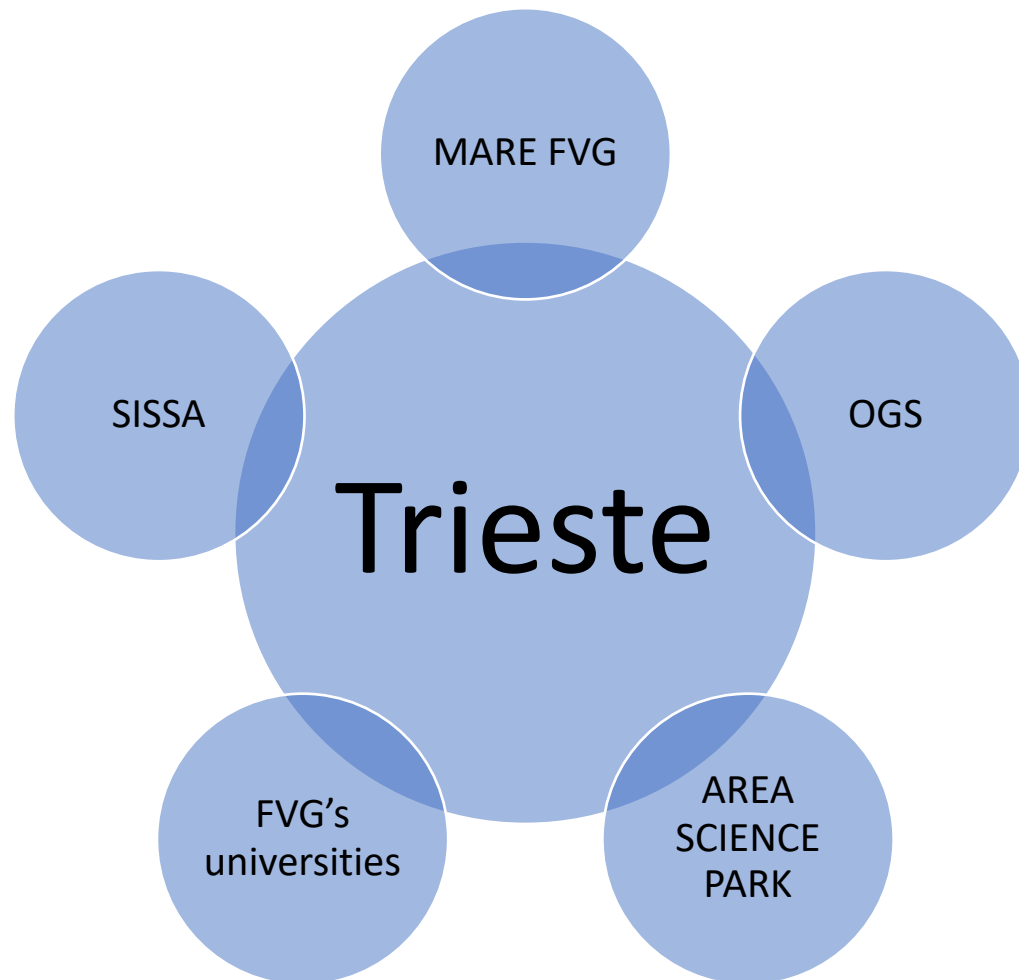 MARE FVG
SISSA
OGS
Trieste
FVG’s
universities
AREA
SCIENCE
PARK